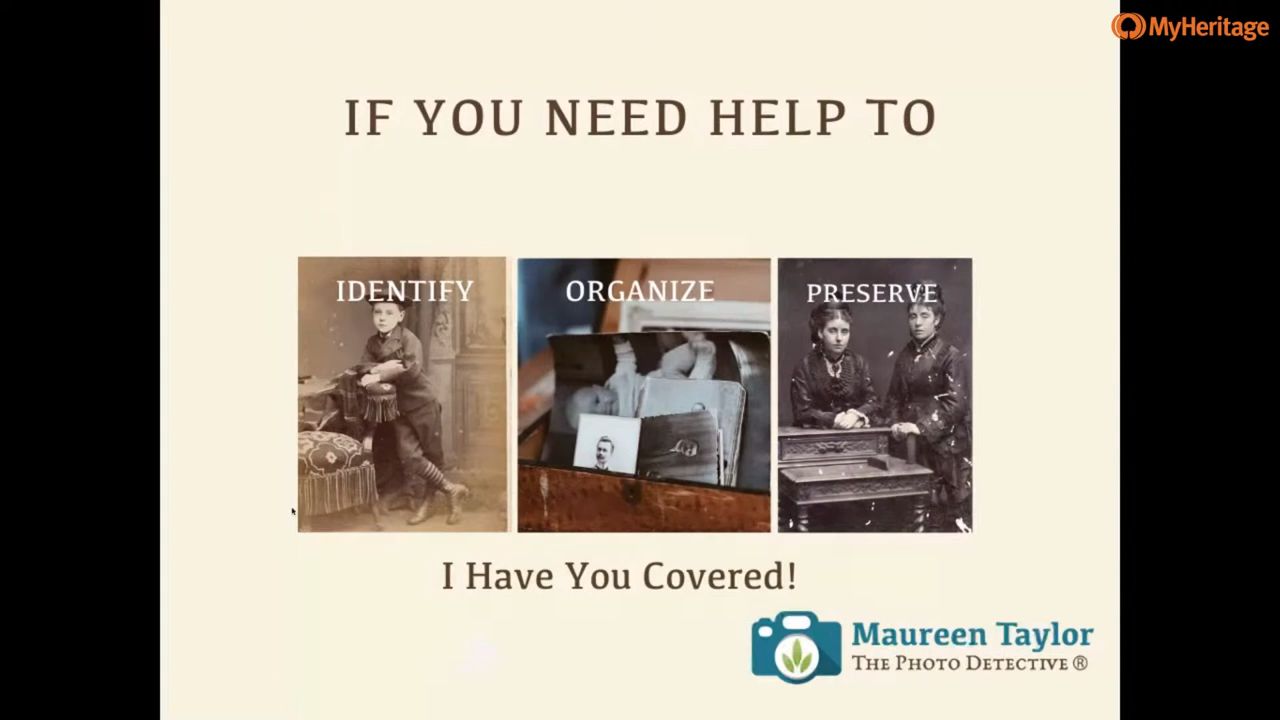 MyHeritage
IF YOU NEED HELP TO
IDENTIFY
ORGANIZE
PRESERVE
I Have You Covered!
Maureen Taylor
THE PHOTO DETECTIVE ®